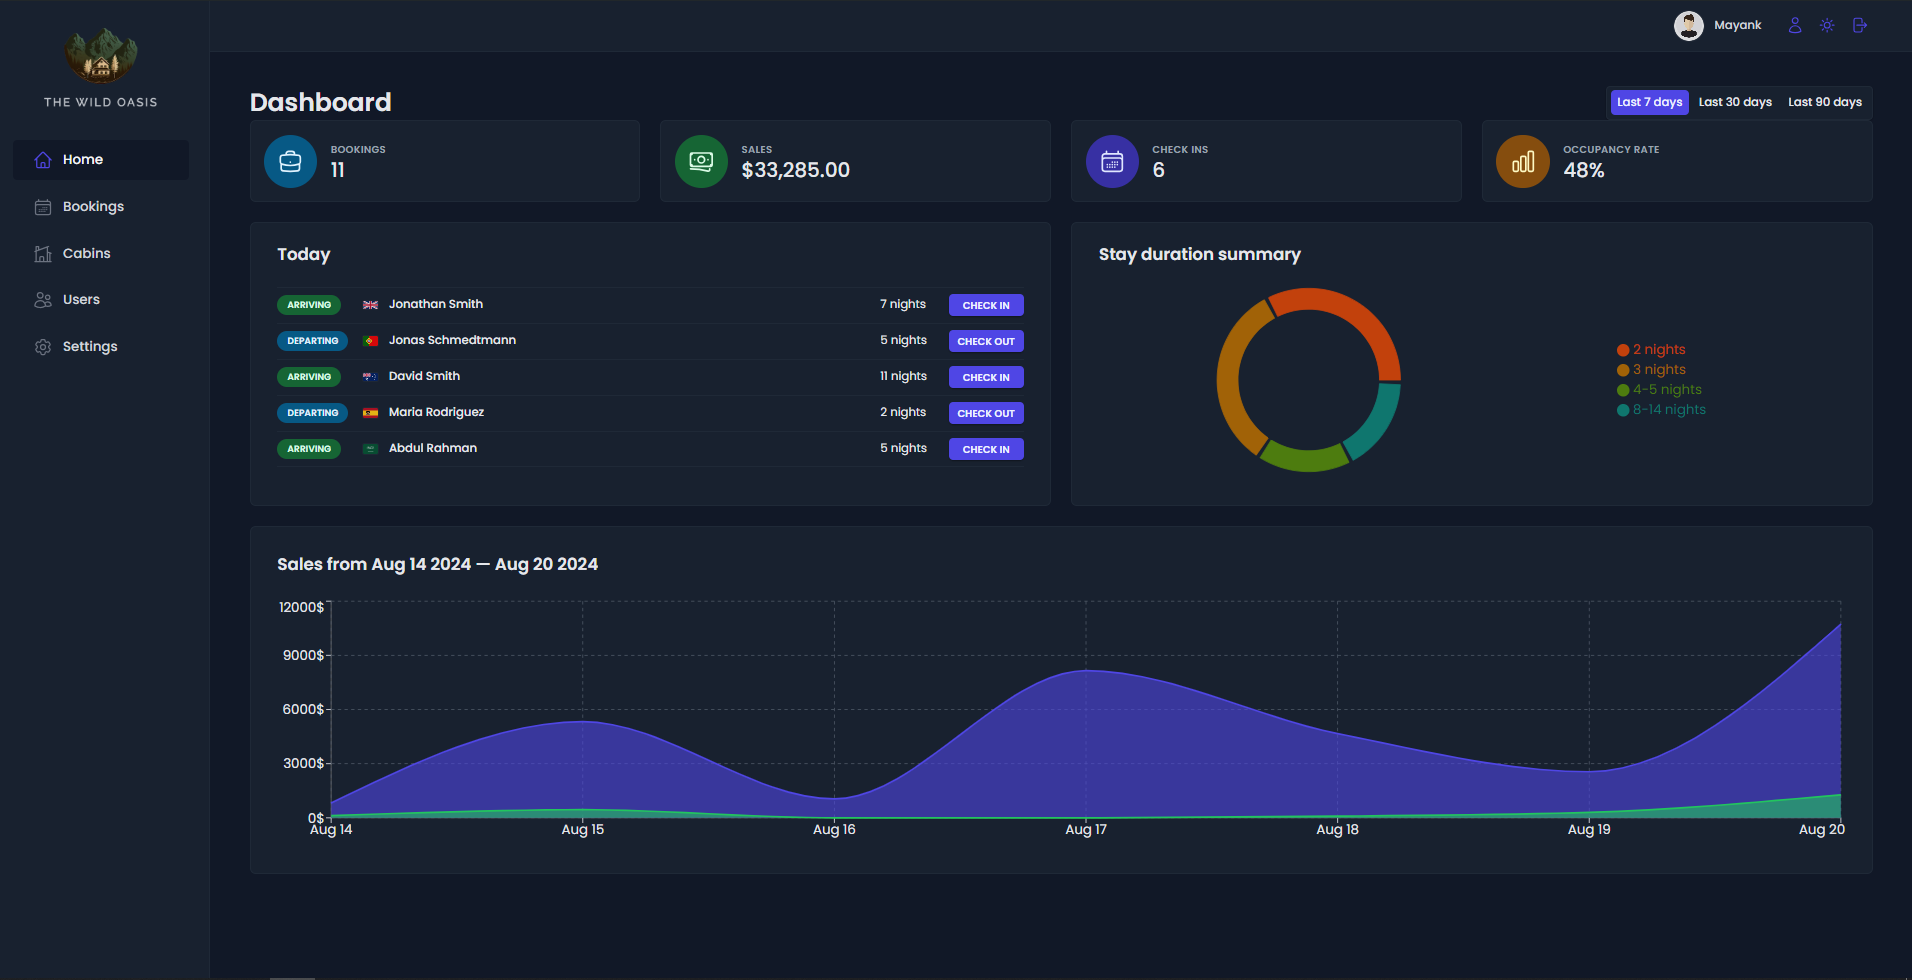 THE WILD OASIS
Home
Bookings
Cabins
Users
Settings
Mayank
Dashboard
Last 7 days Last 30 days Last 90 days
BOOKINGS
11
SALES
$33,285.00
CHECK INS
6
OCCUPANCY RATE
48%
Today
ARRIVING Jonathan Smith 7 nights CHECK IN
DEPARTING Jonas Schmedtmann 5 nights CHECK OUT
ARRIVING David Smith 11 nights CHECK IN
DEPARTING Maria Rodriguez 2 nights CHECK OUT
ARRIVING Abdul Rahman 5 nights CHECK IN
Stay duration summary
2 nights
3 nights
4-5 nights
8-14 nights
Sales from Aug 14 2024 — Aug 20 2024
12000$
9000$
6000$
3000$
0$
Aug 14 Aug 15 Aug 16 Aug 17 Aug 18 Aug 19 Aug 20